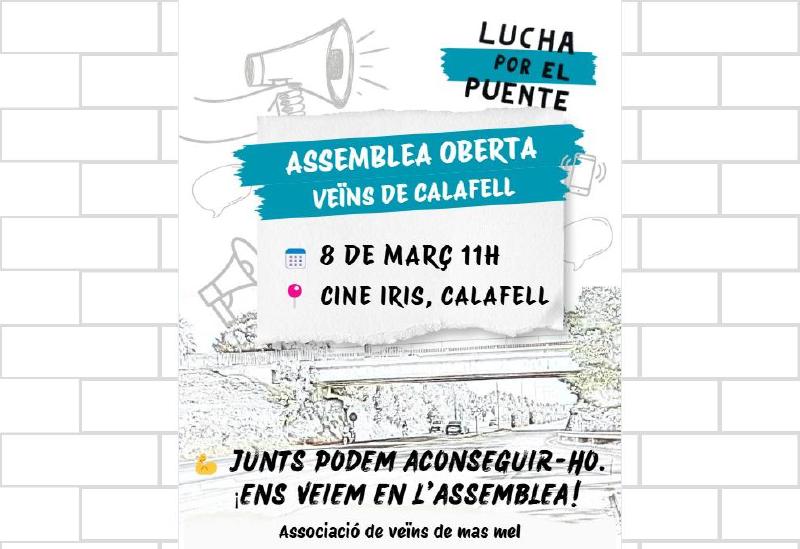 LUCHA
POR EL
PUENTE
ASSEMBLEA OBERTA
VEÏNS DE CALAFELL
8 DE MARÇ 11H
CINE IRIS, CALAFELL
JUNTS PODEM ACONSEGUIR-HO.
¡ENS VEIEM EN L'ASSEMBLEA!
Associació de veïns de mas mel